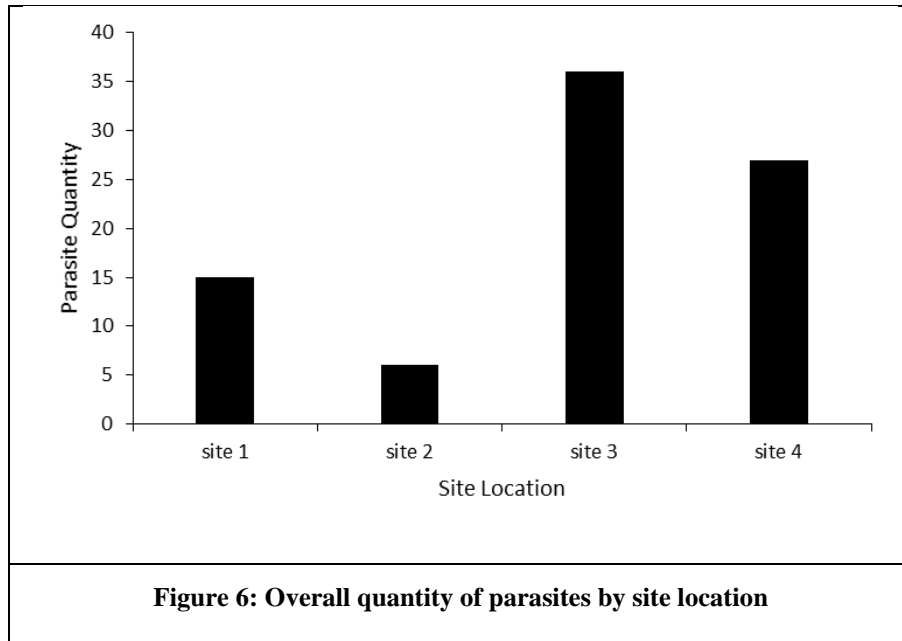 40
35
30
25
20
15
10
5
0
Parasite Quantity
site 1 site 2 site 3 site 4
Site Location
Figure 6: Overall quantity of parasites by site location